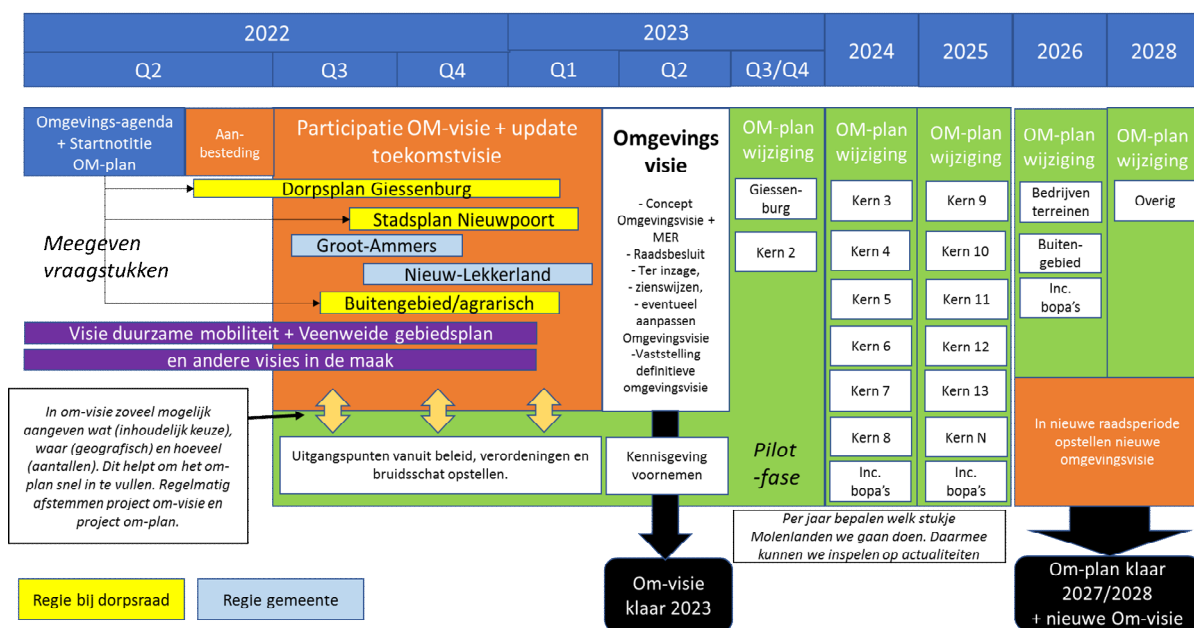 2022
2023
2024
2025
2026
2028
Q2
Q3
Q4
Q1
Q2
Q3/Q4
Omgevings-agenda
+ Startnotitie
OM-plan
Aan-
besteding
Participatie OM-visie + update
toekomstvisie
Dorpsplan Giessenburg
Stadsplan Nieuwpoort
Groot-Ammers
Nieuw-Lekkerland
Buitengebied/agrarisch
Meegeven
vraagstukken
Visie duurzame mobiliteit + Veenweide gebiedsplan
en andere visies in de maak
In om-visie zoveel mogelijk
aangeven wat (inhoudelijk keuze),
waar (geografisch) en hoeveel
(aantallen). Dit helpt om het om-
plan snel in te vullen. Regelmatig
afstemmen project om-visie en
project om-plan.
Uitgangspunten vanuit beleid, verordeningen en
bruidsschat opstellen.
Omgevings
visie
- Concept
Omgevingsvisie +
MER
- Raadsbesluit
- Ter inzage,
- zienswijzen,
- eventueel
aanpassen
Omgevingsvisie
-Vaststelling
definitieve
omgevingsvisie
Kennisgeving
voornemen
Om-visie
klaar 2023
OM-plan
wijziging
Giessen-
burg
Kern 2
Pilot
-fase
OM-plan
wijziging
Kern 3
Kern 4
Kern 5
Kern 6
Kern 7
Kern 8
Inc.
bopa's
OM-plan
wijziging
Kern 9
Kern 10
Kern 11
Kern 12
Kern 13
Kern N
Inc.
bopa's
Per jaar bepalen welk stukje
Molenlanden we gaan doen. Daarmee
kunnen we inspelen op actualiteiten
OM-plan
wijziging
Bedrijven
terreinen
Buiten-
gebied
Inc.
bopa's
OM-plan
wijziging
Overig
In nieuwe raadsperiode
opstellen nieuwe
omgevingsvisie
Om-plan klaar
2027/2028
+ nieuwe Om-visie
Regie bij dorpsraad
Regie gemeente